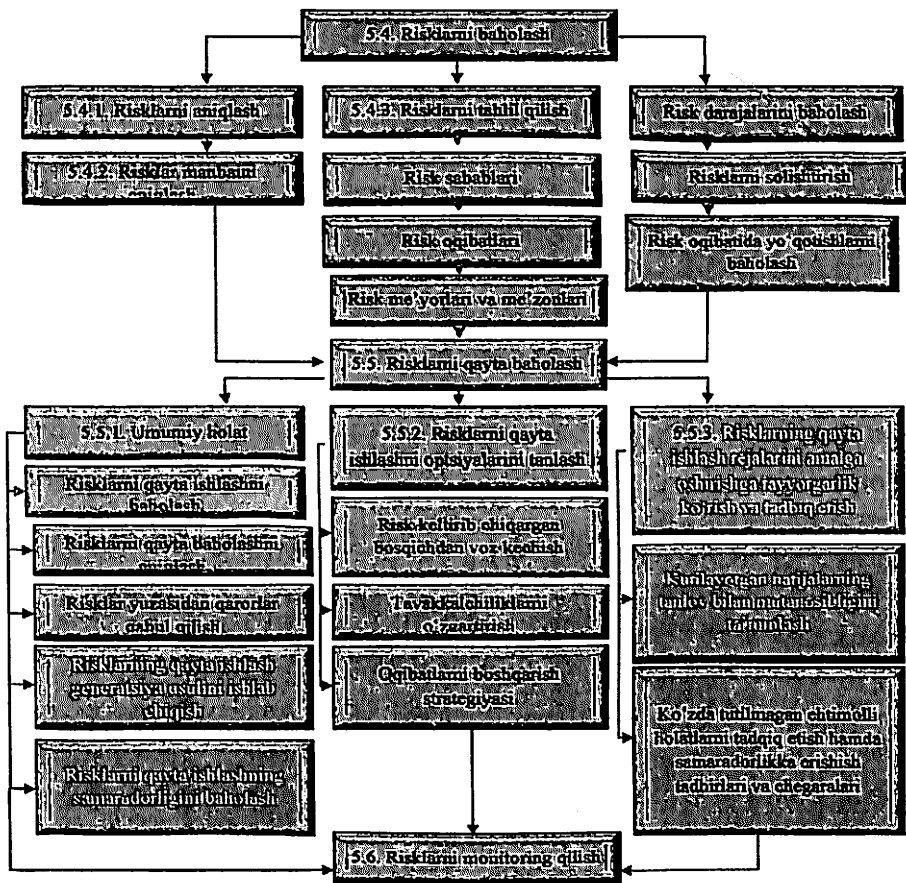 5.4. Risklarni baholash
5.4.1. Risklarni aniqlash
5.4.3. Risklarni tahlil qilish
Risk darajalarini baholash
5.4.2. Risklar manbaini
aniqlash
Risk sabablari
Risklarni solishtirish
Risk oqibatlari
Risk oqibatida yo‘qotishlarni
baholash
Risk me’yorlari va me’zonlari
5.5. Risklarni qayta baholash
5.5.1. Umumiy holat
5.5.2. Risklarni qayta
ishlashni optsiyalarini tanlash
5.5.3. Risklarning qayta
ishlash rejalarini amalga
oshirishga tayyorgarlik
ko‘rish va tadbiq etish
Risklarni qayta ishlashni
baholash
Risklarni qayta baholashni
aniqlash
Risklar yuzasidan qarorlar
qabul qilish
Risklarning qayta ishlash
generatsiya usulini ishlab
chiqish
Risklarni qayta ishlashning
samaradorligini baholash
Risk keltirib chiqargan
bosqichdan voz kechish
Tavakkalchiliklarni
o‘zgartirish
Oqibatlarni boshqarish
strategiyasi
natijalarning
tanlov bilan mutanosibligini
ta’minlash
Ko‘zda tutilmagan ehtimolli
holatlarni tadqiq etish hamda
samaradorlikka erishish
tadbirlari va chegaralari
5.6. Risklarni monitoring qilish